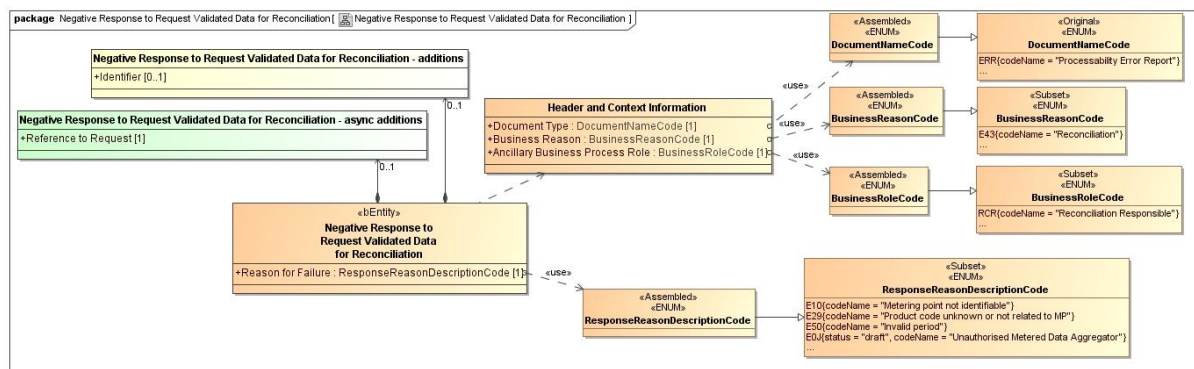 package Negative Response to Request Validated Data for Reconciliation [ Negative Response to Request Validated Data for Reconciliation ]
Negative Response to Request Validated Data for Reconciliation - additions
+Identifier [0..1]
0..1
Negative Response to Request Validated Data for Reconciliation - async additions
+Reference to Request [1]
0..1
«bEntity»
Negative Response to
Request Validated Data
for Reconciliation
+Reason for Failure : ResponseReasonDescriptionCode [1]
«use»
Header and Context Information
+Document Type : DocumentNameCode [1]
+Business Reason : BusinessReasonCode [1]
+Ancillary Business Process Role : BusinessRoleCode [1]
«use»
«use»
«use»
«Assembled»
«ENUM»
DocumentNameCode
«Original»
«ENUM»
DocumentNameCode
ERR{codeName = "Processability Error Report"}
...
«Assembled»
«ENUM»
BusinessReasonCode
«Subset»
«ENUM»
BusinessReasonCode
E43{codeName = "Reconciliation"}
...
«Assembled»
«ENUM»
BusinessRoleCode
«Subset»
«ENUM»
BusinessRoleCode
RCR{codeName = "Reconciliation Responsible"}
...
«Assembled»
«ENUM»
ResponseReasonDescriptionCode
«Subset»
«ENUM»
ResponseReasonDescriptionCode
E10{codeName = "Metering point not identifiable"}
E29{codeName = "Product code unknown or not related to MP"}
E50{codeName = "Invalid period"}
E0J{status = "draft", codeName = "Unauthorised Metered Data Aggregator"}
...